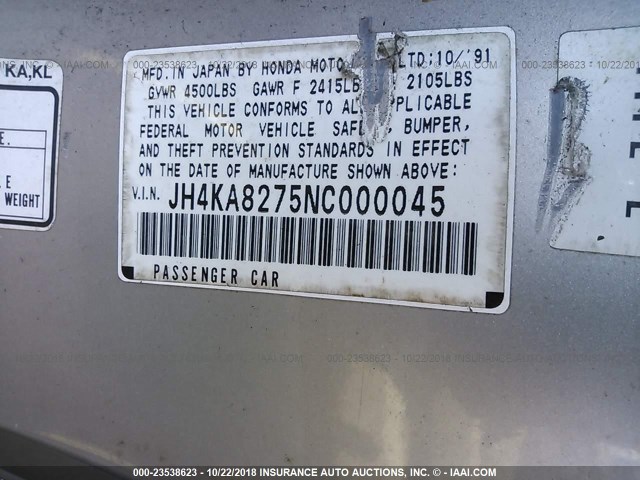 KA,KL
MFD. IN JAPAN BY HONDA MOTO LTD. 10/'91
GVWR 4500LBS GAWR F 2415LB 2105LBS
THIS VEHICLE CONFORMS TO AL PPLICABLE
FEDERAL MOTOR VEHICLE SAF BUMPER,
AND THEFT PREVENTION STANDARDS IN EFFECT
ON THE DATE OF MANUFACTURE SHOWN ABOVE:
V.I.N. JH4KA8275NC000045
PASSENGER CAR
WEIGHT
000-23538623 - 10/22/2018 INSURANCE AUTO AUCTIONS, INC. - © - IAAI.COM